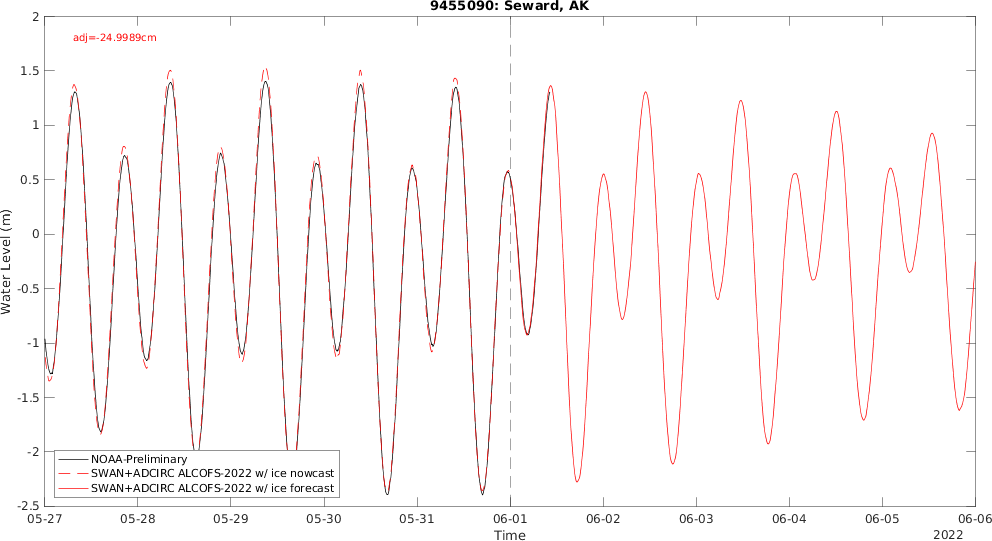 9455090: Seward, AK
adj=-24.9989cm
Water Level (m)
2
1.5
1
0.5
0
-0.5
-1
-1.5
-2
-2.5
NOAA-Preliminary
SWAN+ADCIRC ALCOFS-2022 w/ ice nowcast
SWAN+ADCIRC ALCOFS-2022 w/ ice forecast
05-27 05-28 05-29 05-30 05-31 06-01 06-02 06-03 06-04 06-05 06-06
Time
2022